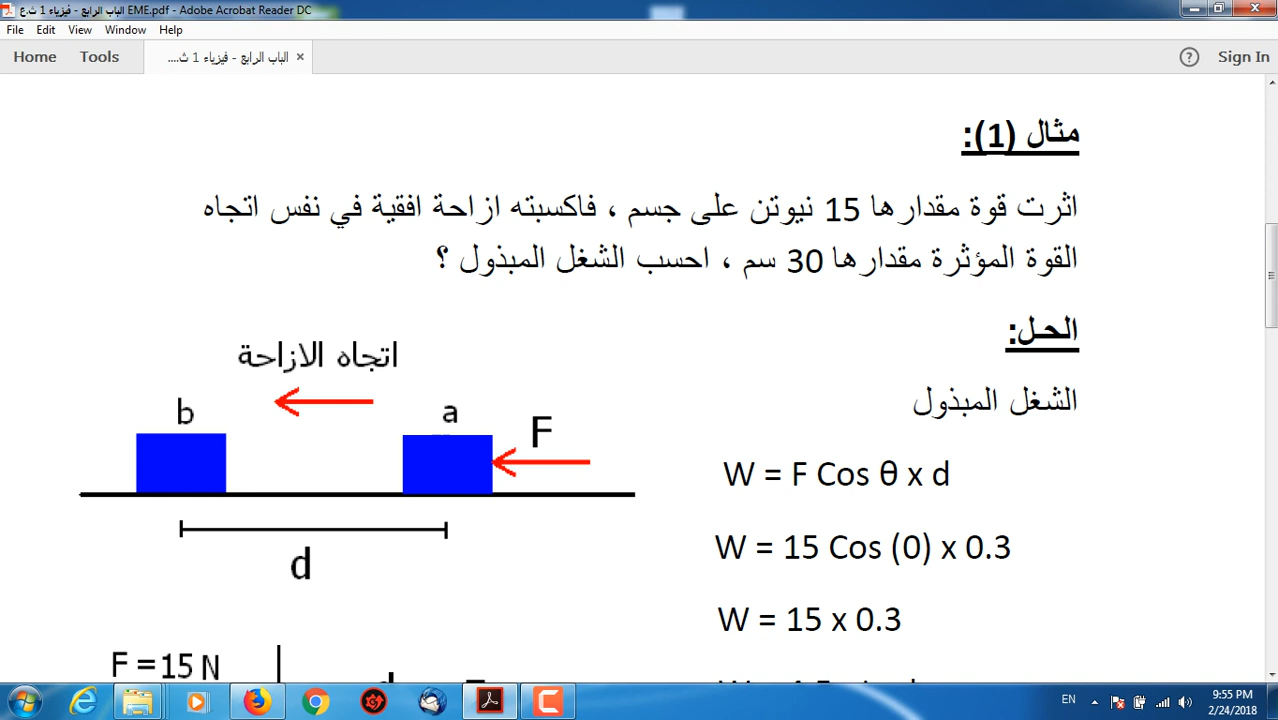 الباب الرابع - فيزياء 1 ث.ع EME.pdf - Adobe Acrobat Reader DC
File Edit View Window Help
Home Tools الباب الرابع - فيزياء 1 ث.... × ? Sign In
مثال (1):
اثرت قوة مقدارها 15 نيوتن على جسم ، فاكسبته ازاحة افقية في نفس اتجاه
القوة المؤثرة مقدارها 30 سم ، احسب الشغل المبذول ؟
الحـل:
الشغل المبذول
W = F Cos θ x d
W = 15 Cos (0) x 0.3
W = 15 x 0.3
اتجاه الازاحة
b
a
F
d
F = 15 N
EN
9:55 PM
2/24/2018